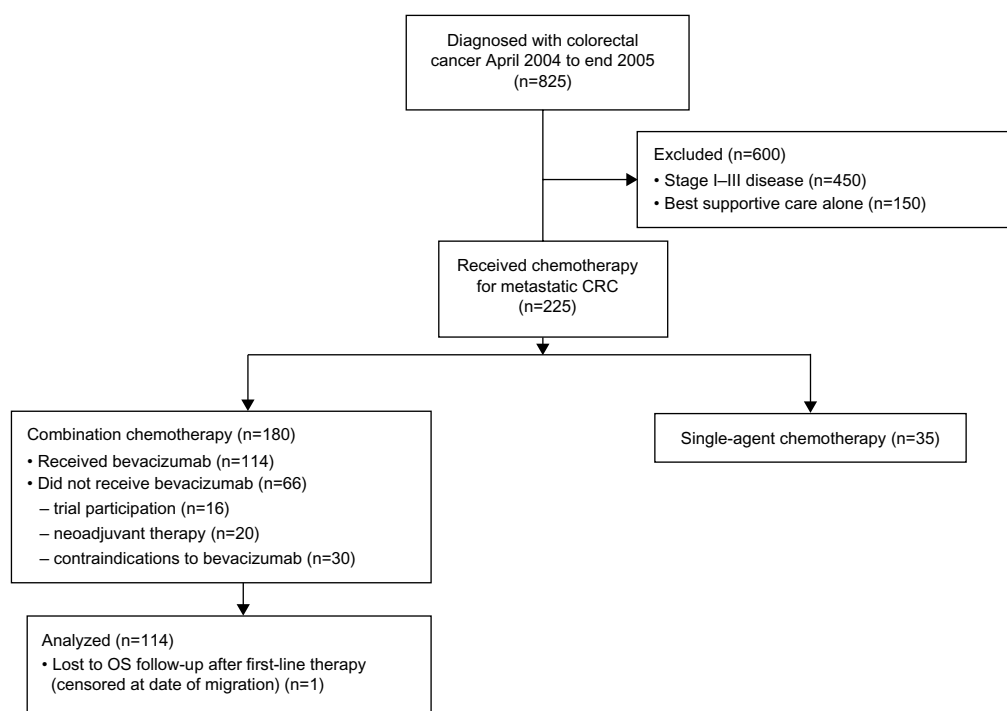 Diagnosed with colorectal
cancer April 2004 to end 2005
(n=825)
Excluded (n=600)
• Stage I–III disease (n=450)
• Best supportive care alone (n=150)
Received chemotherapy
for metastatic CRC
(n=225)
Combination chemotherapy (n=180)
• Received bevacizumab (n=114)
• Did not receive bevacizumab (n=66)
– trial participation (n=16)
– neoadjuvant therapy (n=20)
– contraindications to bevacizumab (n=30)
Single-agent chemotherapy (n=35)
Analyzed (n=114)
• Lost to OS follow-up after first-line therapy
(censored at date of migration) (n=1)